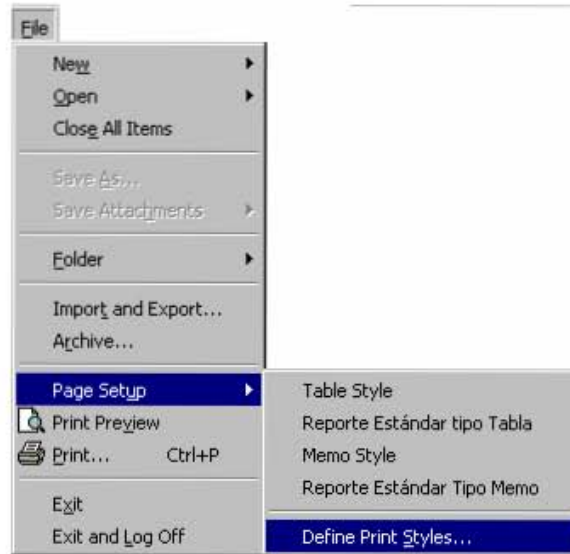 File
New
Open
Close All Items
Save As...
Save Attachments
Folder
Import and Export...
Archive...
Page Setup
Print Preview
Print... Ctrl+P
Exit
Exit and Log Off
Table Style
Reporte Estándar tipo Tabla
Memo Style
Reporte Estándar Tipo Memo
Define Print Styles...